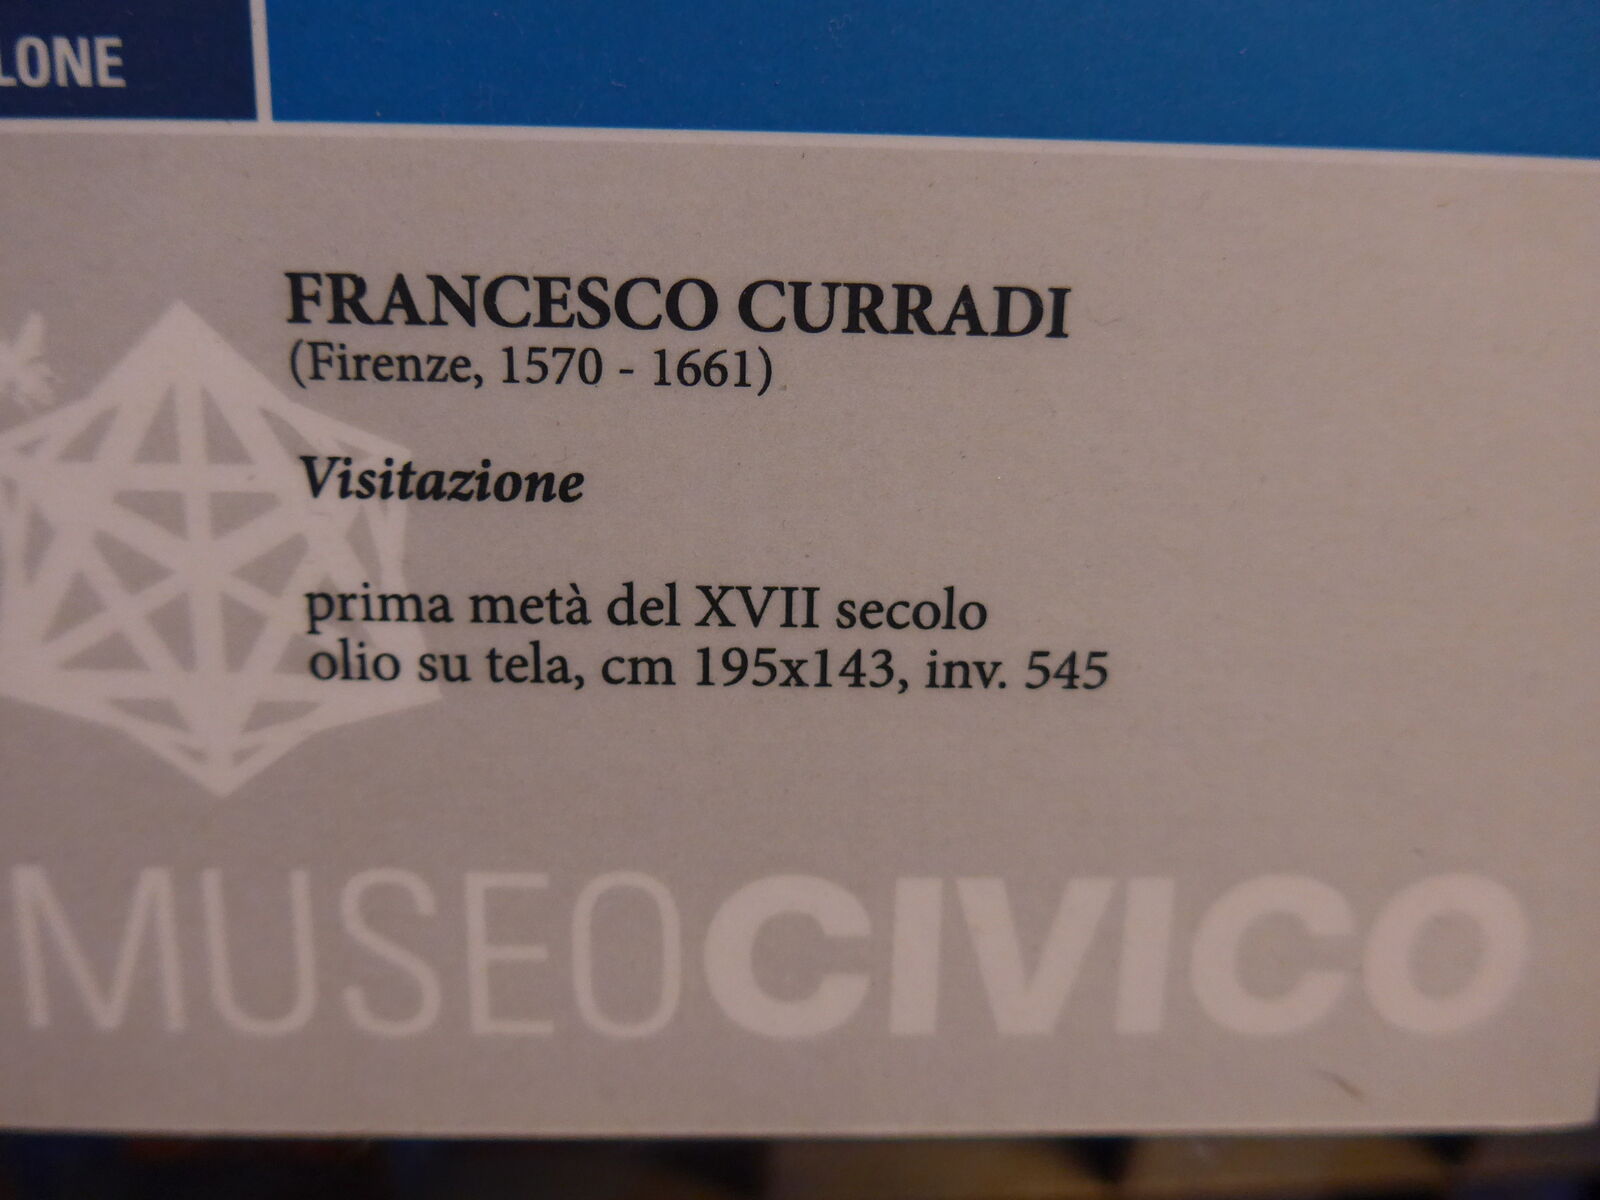 LONE
FRANCESCO CURRADI
(Firenze, 1570 - 1661)
Visitazione
prima metà del XVII secolo
olio su tela, cm 195x143, inv. 545
MUSEOCIVICO